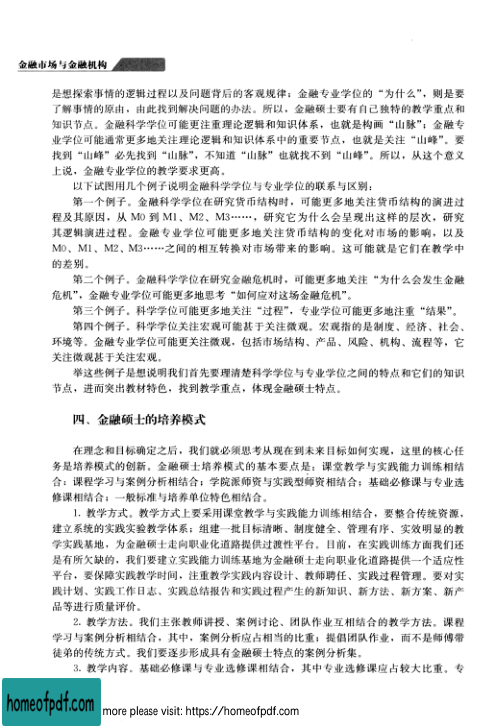 金融市场与金融机构
是想探索事情的逻辑过程以及问题背后的客观规律；金融专业学位的“为什么”，则是要
了解事情的原由，由此找到解决问题的办法。所以，金融硕士要有自己独特的教学重点和
知识节点。金融科学学位可能更注重理论逻辑和知识体系，也就是构画“山脉”；金融专
业学位可能通常更多地关注理论逻辑和知识体系中的重要节点，也就是关注“山峰”。要
找到“山峰”必先找到“山脉”，不知道“山脉”也就找不到“山峰”。所以，从这个意义
上说，金融专业学位的教学要求更高。
以下试图用几个例子说明金融科学学位与专业学位的联系与区别：
第一个例子。金融科学学位在研究货币结构时，可能更多地关注货币结构的演进过
程及其原因，从 M0 到 M1、M2、M3……，研究它为什么会呈现出这样的层次，研究
其逻辑演进过程。金融专业学位可能更多地关注货币结构的变化对市场的影响，以及
M0、M1、M2、M3……之间的相互转换对市场带来的影响。这可能就是它们在教学中
的差别。
第二个例子。金融科学学位在研究金融危机时，可能更多地关注“为什么会发生金融
危机”，金融专业学位可能更多地思考“如何应对这场金融危机”。
第三个例子。科学学位可能更多地关注“过程”，专业学位可能更多地注重“结果”。
第四个例子。科学学位关注宏观可能甚于关注微观。宏观指的是制度、经济、社会、
环境等。金融专业学位可能更关注微观，包括市场结构、产品、风险、机构、流程等，它
关注微观甚于关注宏观。
举这些例子是想说明我们首先要理清楚科学学位与专业学位之间的特点和它们的知识
节点，进而突出教材特色，找到教学重点，体现金融硕士特点。
四、金融硕士的培养模式
在理念和目标确定之后，我们就必须思考从现在到未来目标如何实现，这里的核心任
务是培养模式的创新。金融硕士培养模式的基本要点是：课堂教学与实践能力训练相结
合；课程学习与案例分析相结合；学院派师资与实践型师资相结合；基础必修课与专业选
修课相结合；一般标准与培养单位特色相结合。
1. 教学方式。教学方式上要采用课堂教学与实践能力训练相结合，要整合传统资源，
建立系统的实践实验教学体系；组建一批目标清晰、制度健全、管理有序、实效明显的教
学实践基地，为金融硕士走向职业化道路提供过渡性平台。目前，在实践训练方面我们还
是有所欠缺的，我们要建立实践能力训练基地为金融硕士走向职业化道路提供一个适应性
平台，要保障实践教学时间，注重教学实践内容设计、教师聘任、实践过程管理。要对实
践计划、实践工作日志、实践总结报告和实践过程产生的新知识、新方法、新方案、新产
品等进行质量评价。
2. 教学方法。我们主张教师讲授、案例讨论、团队作业互相结合的教学方法。课程
学习与案例分析相结合，其中，案例分析应占相当的比重；提倡团队作业，而不是师傅带
徒弟的传统方式。我们要逐步形成具有金融硕士特点的案例分析集。
3. 教学内容。基础必修课与专业选修课相结合，其中专业选修课应占较大比重。专
homeofpdf.com
more please visit: https://homeofpdf.com